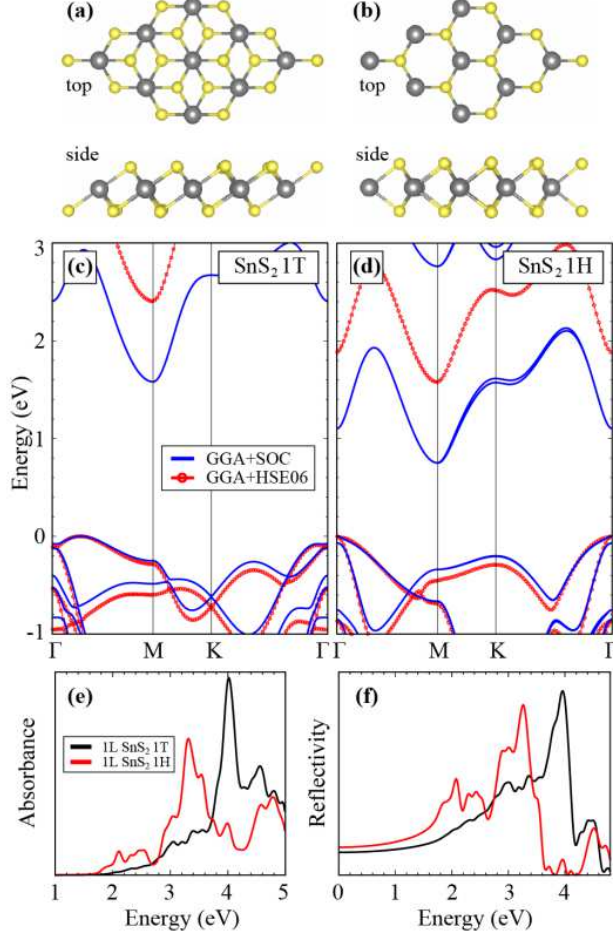 (a)
(b)
top
top
side
side
3
2
1
0
-1
Energy (eV)
(c)
SnS₂ 1T
(d)
SnS₂ 1H
GGA+SOC
GGA+HSE06
Γ
M
K
Γ
M
K
Γ
(e)
1L SnS₂ 1T
1L SnS₂ 1H
Absorbance
1
2
3
4
5
Energy (eV)
(f)
Reflectivity
0
1
2
3
4
Energy (eV)